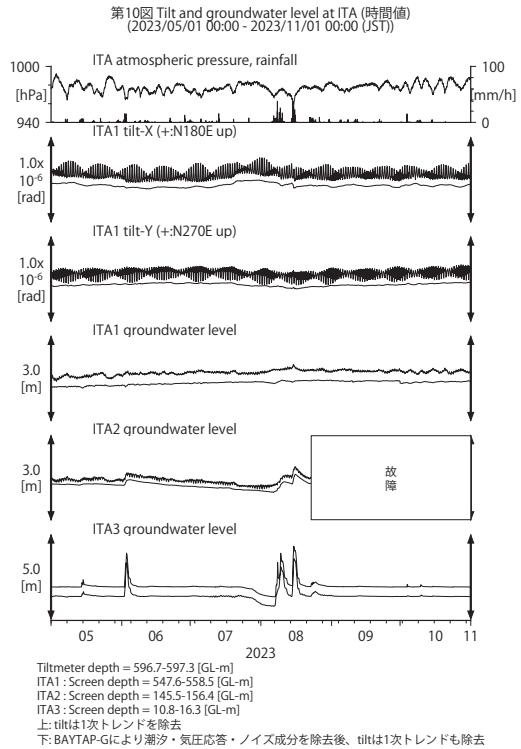 第10図 Tilt and groundwater level at ITA (時間値)
(2023/05/01 00:00 - 2023/11/01 00:00 (JST))
ITA atmospheric pressure, rainfall
1000
[hPa]
940
100
[mm/h]
0
ITA1 tilt-X (+:N180E up)
1.0x
10-6
[rad]
ITA1 tilt-Y (+:N270E up)
1.0x
10-6
[rad]
ITA1 groundwater level
3.0
[m]
ITA2 groundwater level
3.0
[m]
故
障
ITA3 groundwater level
5.0
[m]
05 06 07 08 09 10 11
2023
Tiltmeter depth = 596.7-597.3 [GL-m]
ITA1 : Screen depth = 547.6-558.5 [GL-m]
ITA2 : Screen depth = 145.5-156.4 [GL-m]
ITA3 : Screen depth = 10.8-16.3 [GL-m]
上: tiltは1次トレンドを除去
下: BAYTAP-Gにより潮汐・気圧応答・ノイズ成分を除去後、tiltは1次トレンドも除去